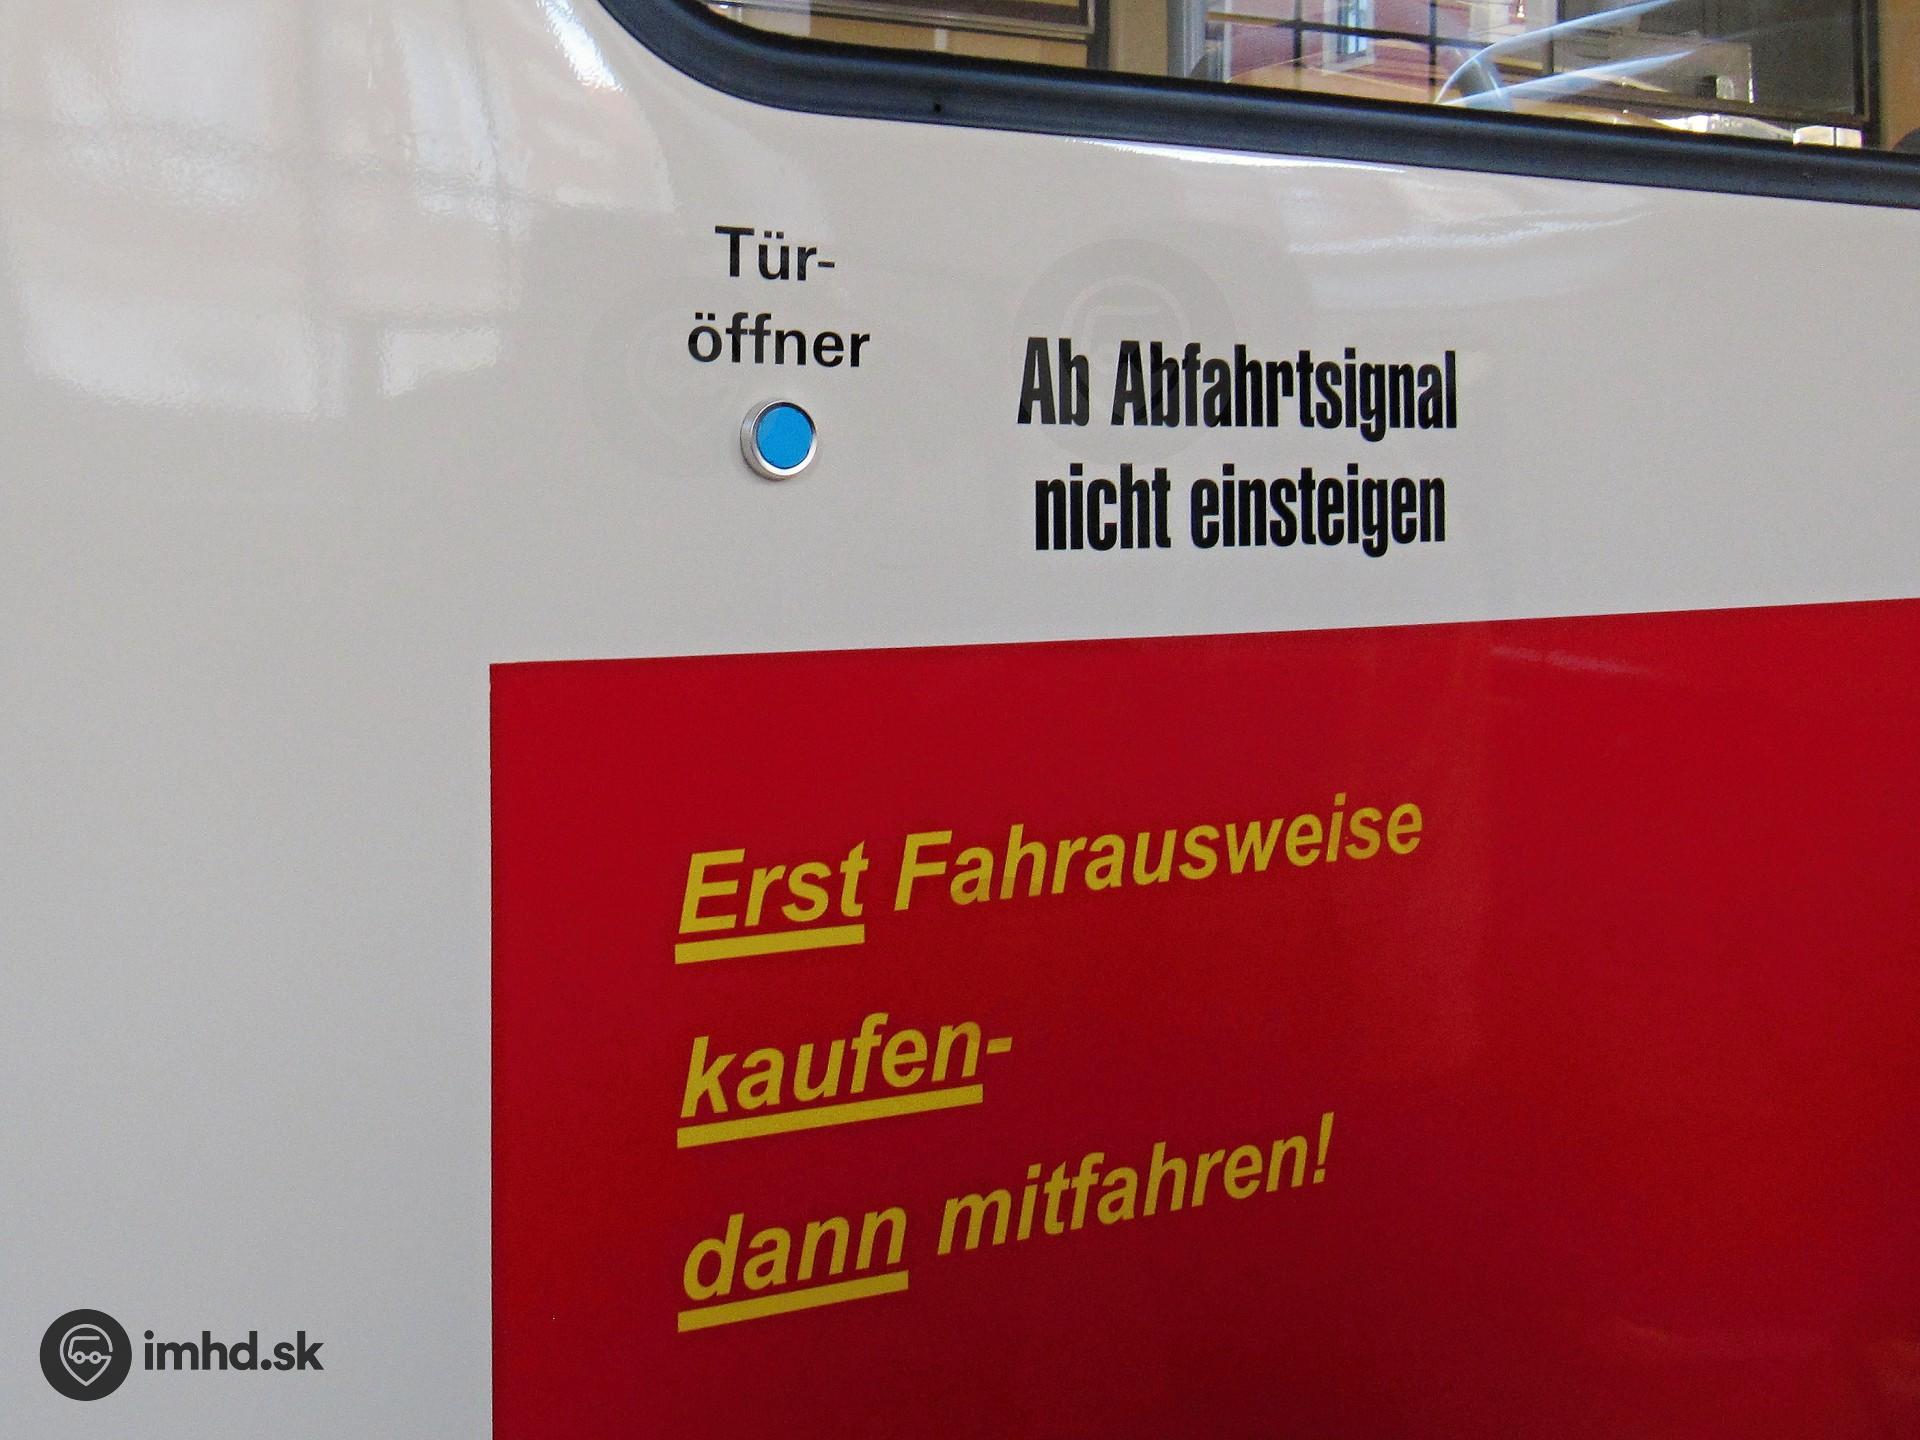 Tür-
öffner
Ab Abfahrtsignal
nicht einsteigen
Erst Fahrausweise
kaufen-
dann mitfahren!
imhd.sk